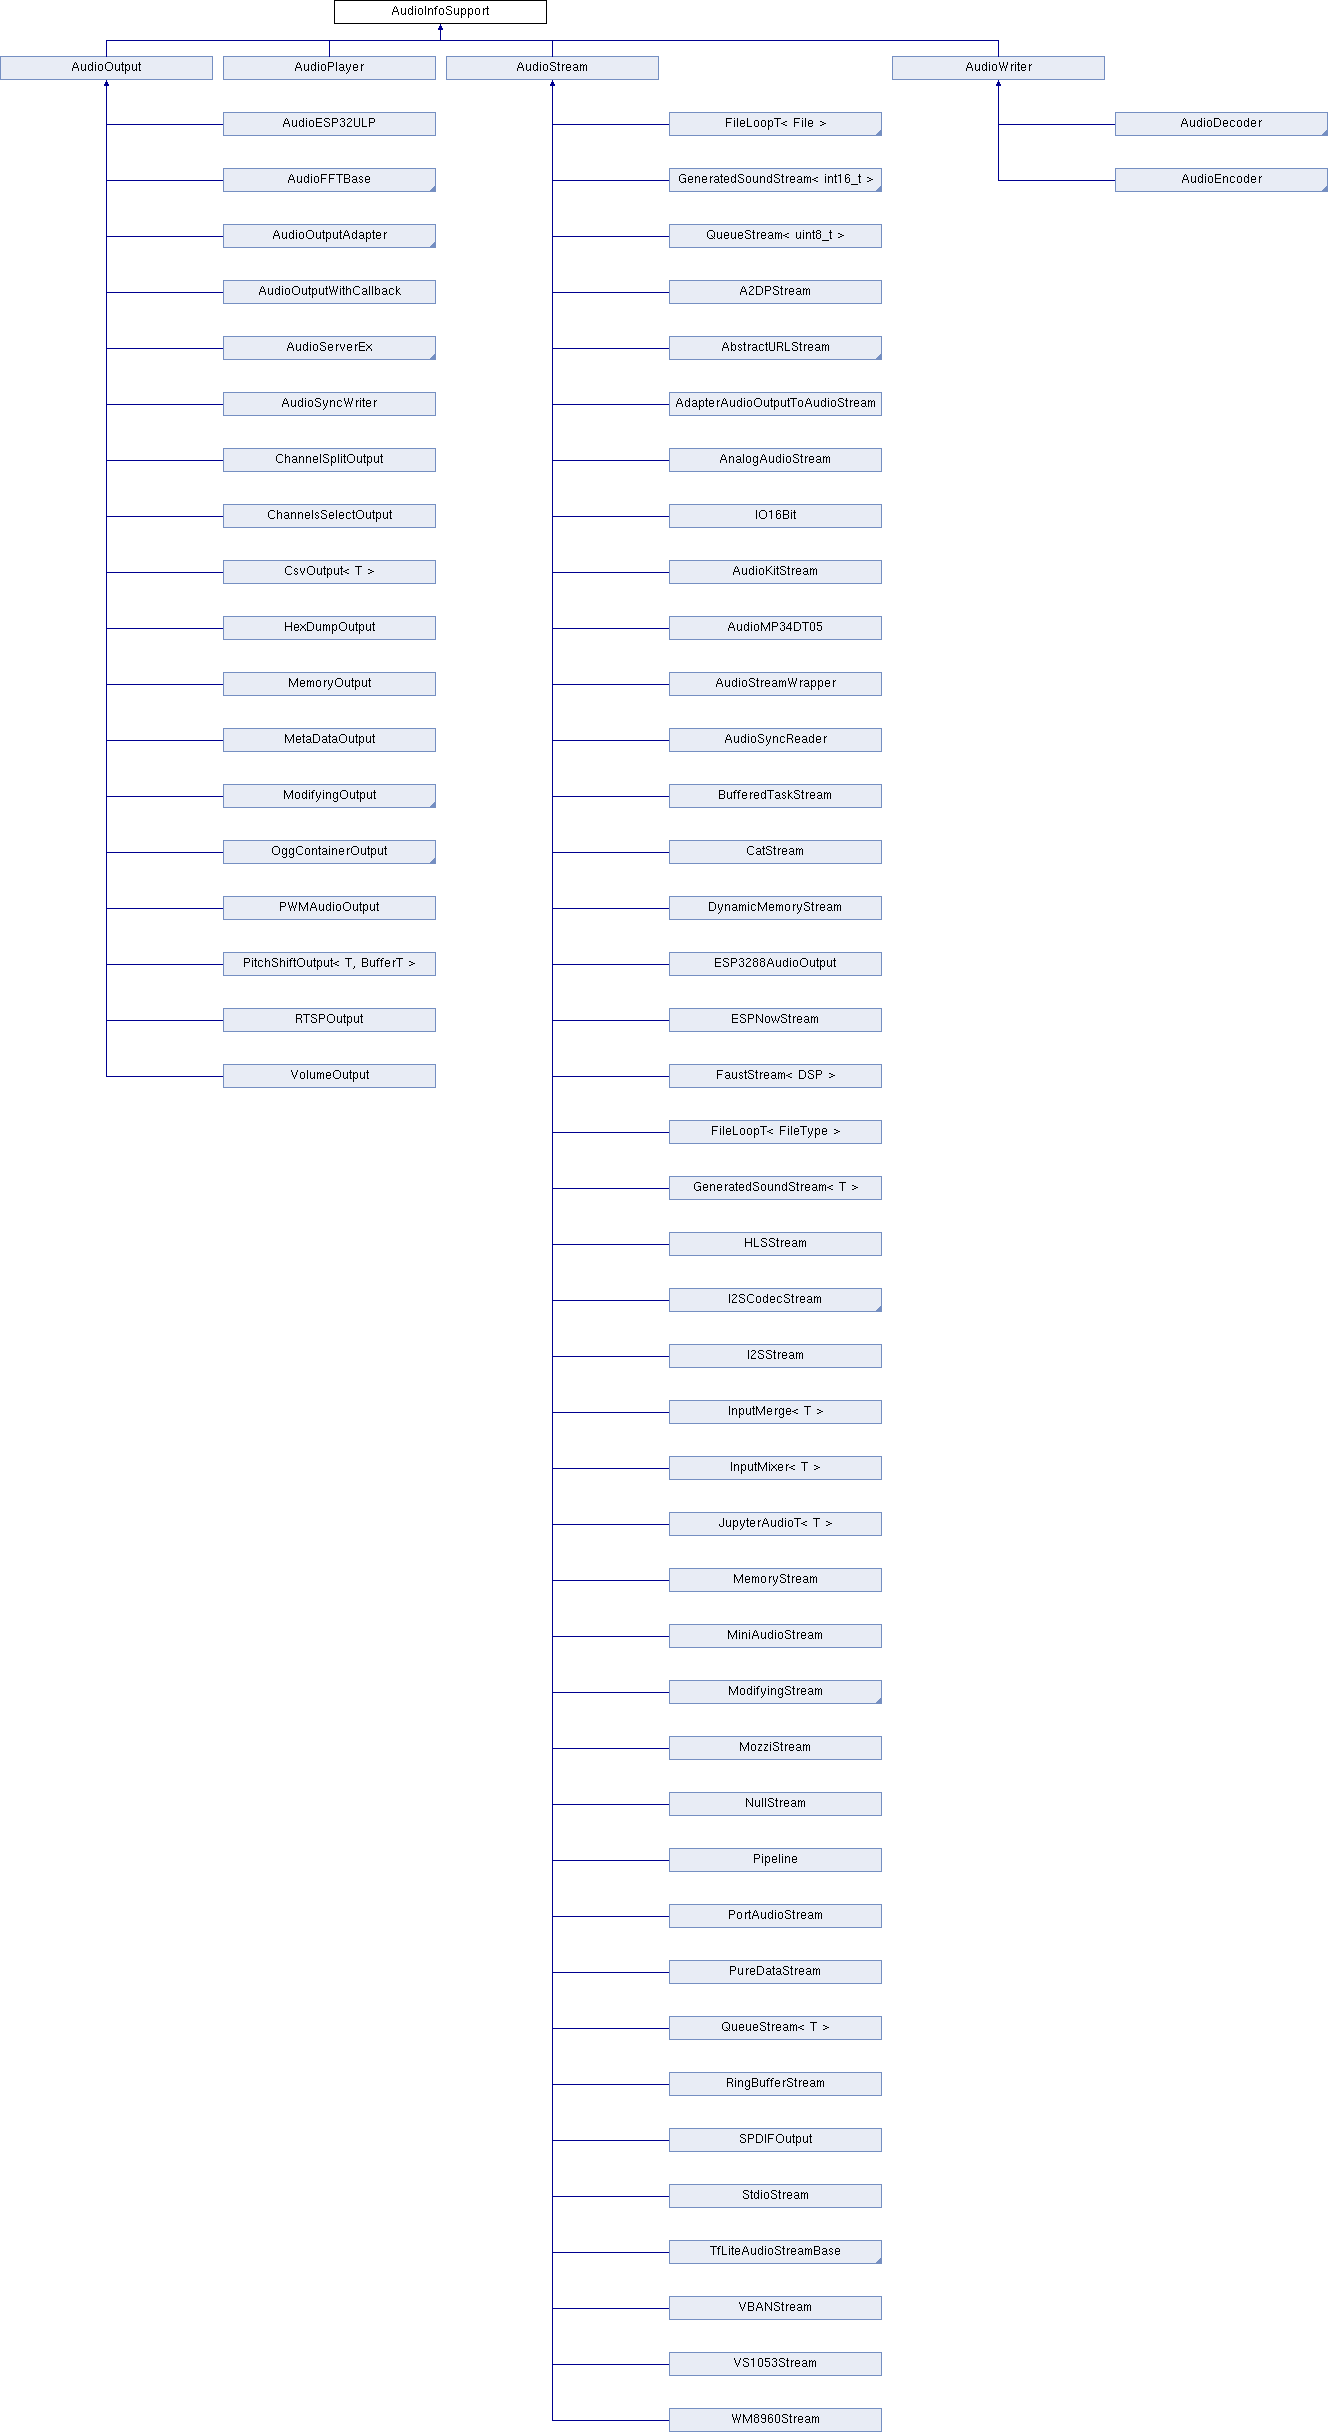 AudioInfoSupport
AudioOutput AudioPlayer AudioStream AudioWriter
AudioESP32ULP FileLoopT< File > AudioDecoder
AudioFFTBase GeneratedSoundStream< int16_t > AudioEncoder
AudioOutputAdapter QueueStream< uint8_t >
AudioOutputWithCallback A2DPStream
AudioServerEx AbstractURLStream
AudioSyncWriter AdapterAudioOutputToAudioStream
ChannelSplitOutput AnalogAudioStream
ChannelsSelectOutput IO16Bit
CsvOutput< T > AudioKitStream
HexDumpOutput AudioMP34DT05
MemoryOutput AudioStreamWrapper
MetaDataOutput AudioSyncReader
ModifyingOutput BufferedTaskStream
OggContainerOutput CatStream
PWMAudioOutput DynamicMemoryStream
PitchShiftOutput< T, BufferT > ESP3288AudioOutput
RTSPOutput ESPNowStream
VolumeOutput FaustStream< DSP >
FileLoopT< FileType >
GeneratedSoundStream< T >
HLSStream
I2SCodecStream
I2SStream
InputMerge< T >
InputMixer< T >
JupyterAudioT< T >
MemoryStream
MiniAudioStream
ModifyingStream
MozziStream
NullStream
Pipeline
PortAudioStream
PureDataStream
QueueStream< T >
RingBufferStream
SPDIFOutput
StdioStream
TfLiteAudioStreamBase
VBANStream
VS1053Stream
WM8960Stream